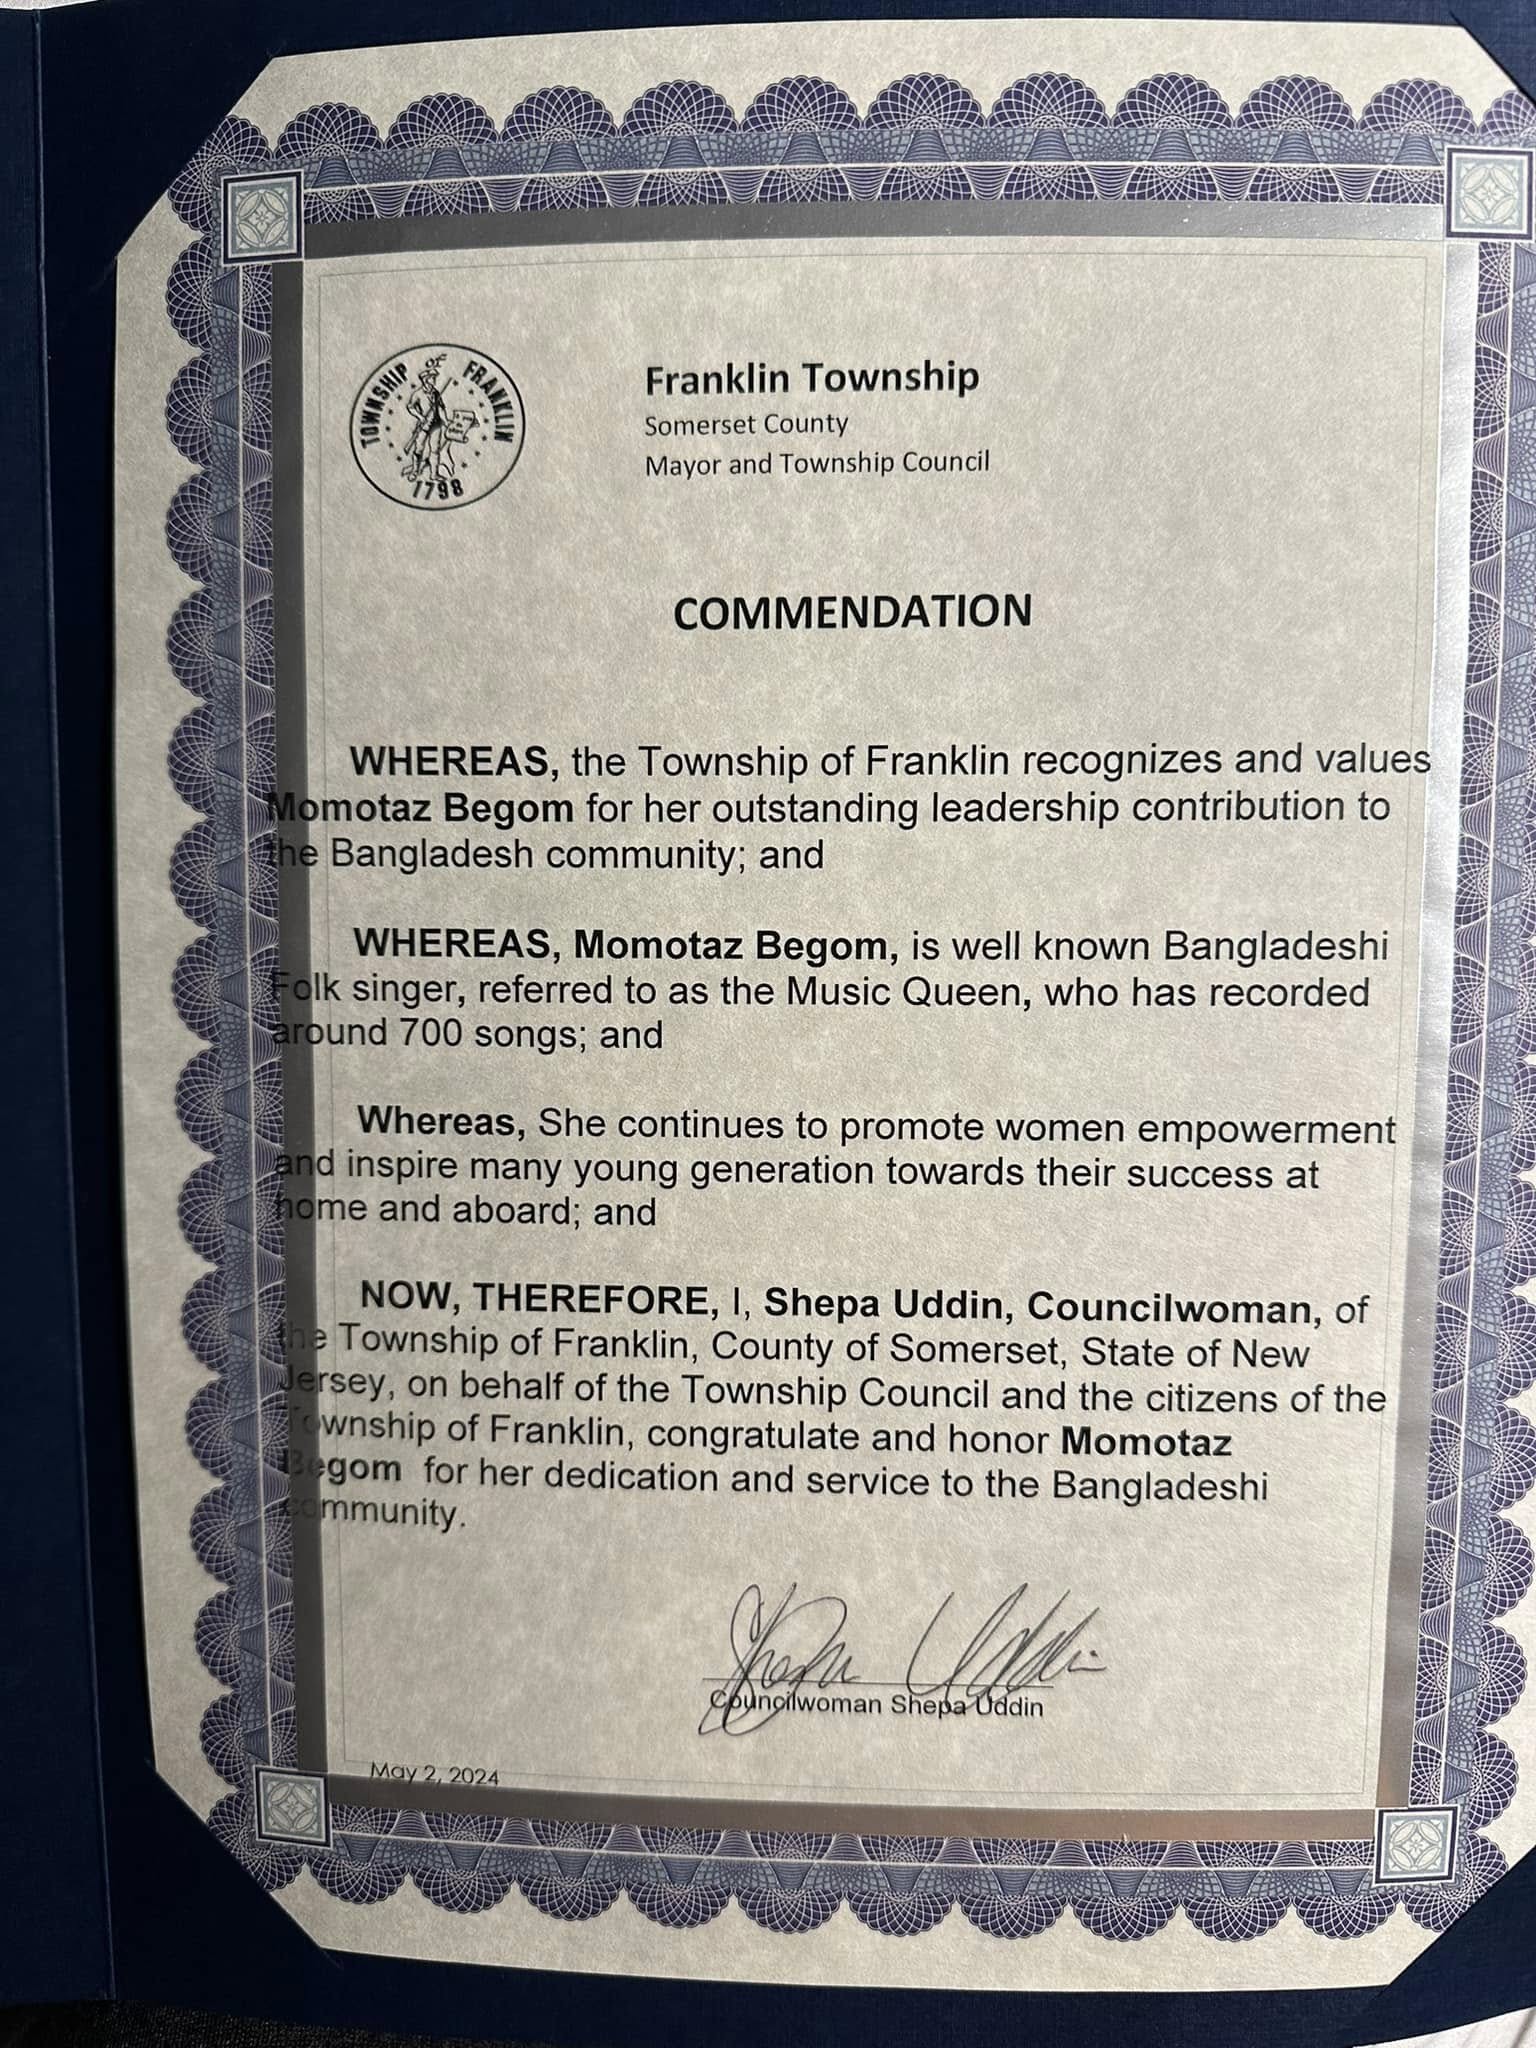 TOWNSHIP of FRANKLIN
1798
Franklin Township
Somerset County
Mayor and Township Council
COMMENDATION
WHEREAS, the Township of Franklin recognizes and values
Momotaz Begom for her outstanding leadership contribution to
the Bangladesh community; and
WHEREAS, Momotaz Begom, is well known Bangladeshi
Folk singer, referred to as the Music Queen, who has recorded
around 700 songs; and
Whereas, She continues to promote women empowerment
and inspire many young generation towards their success at
home and aboard; and
NOW, THEREFORE, I, Shepa Uddin, Councilwoman, of
the Township of Franklin, County of Somerset, State of New
Jersey, on behalf of the Township Council and the citizens of the
Township of Franklin, congratulate and honor Momotaz
Begom for her dedication and service to the Bangladeshi
community.
Shepa Uddin
Councilwoman Shepa Uddin
May 2, 2024